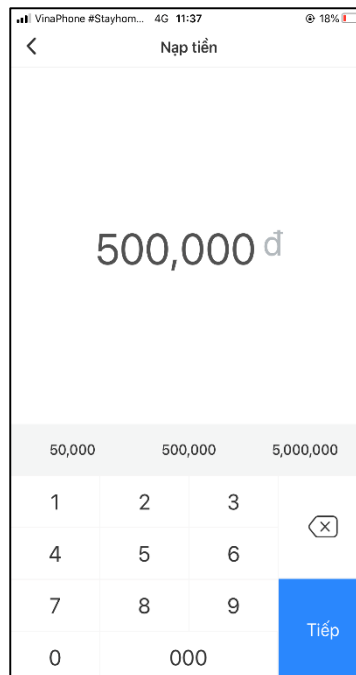 VinaPhone #Stayhom... 4G 11:37 18%
Nạp tiền
500,000 đ
50,000 500,000 5,000,000
1 2 3
4 5 6
7 8 9
Tiếp
0 000